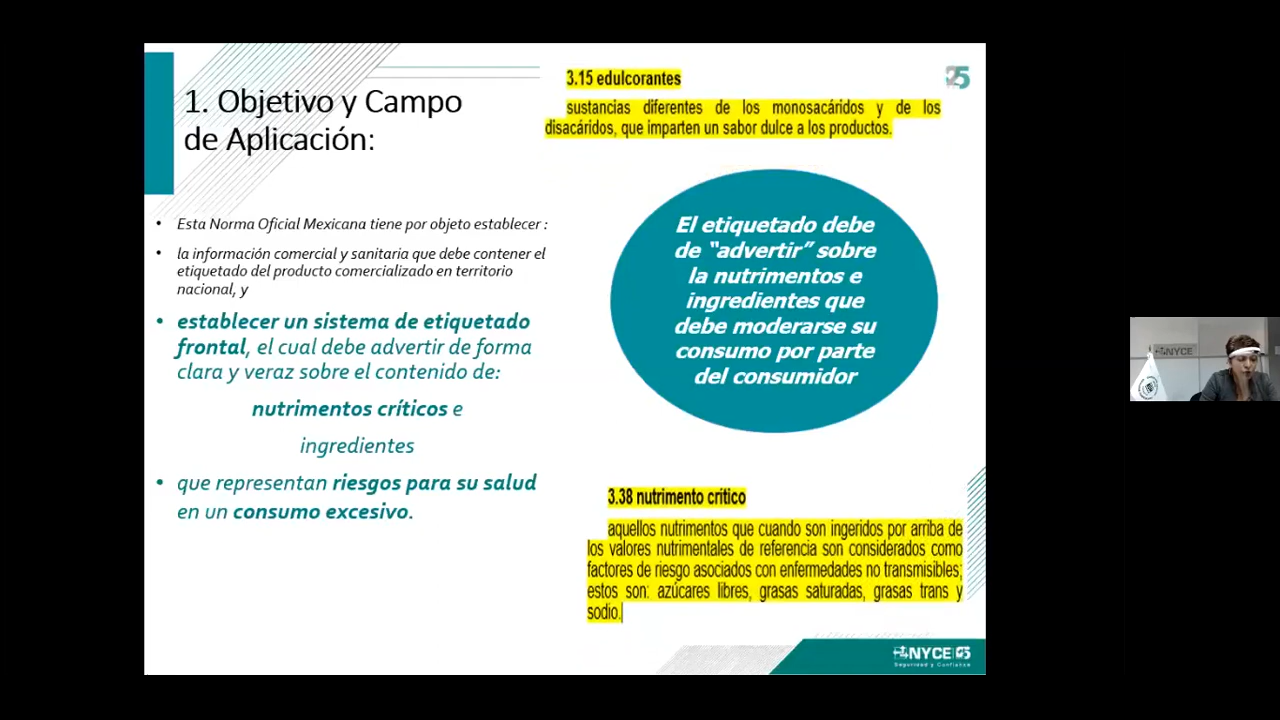 1. Objetivo y Campo
de Aplicación:
• Esta Norma Oficial Mexicana tiene por objeto establecer :
• la información comercial y sanitaria que debe contener el
etiquetado del producto comercializado en territorio
nacional, y
• establecer un sistema de etiquetado
frontal, el cual debe advertir de forma
clara y veraz sobre el contenido de:
nutrimentos críticos e
ingredientes
• que representan riesgos para su salud
en un consumo excesivo.
3.15 edulcorantes
sustancias diferentes de los monosacáridos y de los
disacáridos, que imparten un sabor dulce a los productos.
25
El etiquetado debe
de “advertir” sobre
la nutrimentos e
ingredientes que
debe moderarse su
consumo por parte
del consumidor
3.38 nutrimento crítico
aquellos nutrimentos que cuando son ingeridos por arriba de
los valores nutrimentales de referencia son considerados como
factores de riesgo asociados con enfermedades no transmisibles;
estos son: azúcares libres, grasas saturadas, grasas trans y
sodio.
NYCE 25
Seguridad y Confianza
NYCE